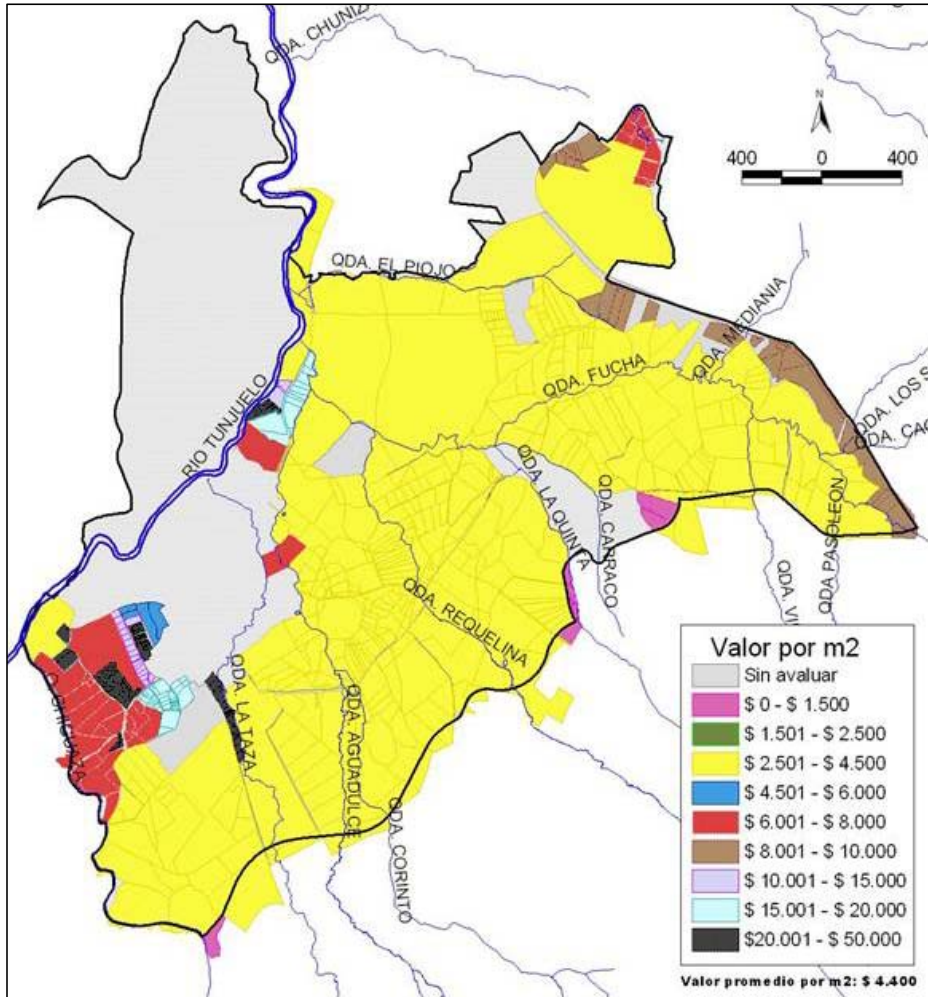 QDA. CHUNIZ
N
400 0 400
QDA. EL PIOJO
QDA. MEDIANIA
QDA. FUCHA
RIO TUNJUELO
QDA. LOS S
QDA. CAC
QDA. LA QUINTA
QDA. CARRACO
QDA PASOLEON
QDA. VI
QDA. REQUELINA
QDA. LA TAZA
QDA. AGUADULCE
QDA. CORINTO
Valor por m2
Sin avaluar
$ 0 - $ 1.500
$ 1.501 - $ 2.500
$ 2.501 - $ 4.500
$ 4.501 - $ 6.000
$ 6.001 - $ 8.000
$ 8.001 - $ 10.000
$ 10.001 - $ 15.000
$ 15.001 - $ 20.000
$20.001 - $ 50.000
Valor promedio por m2: $ 4.400